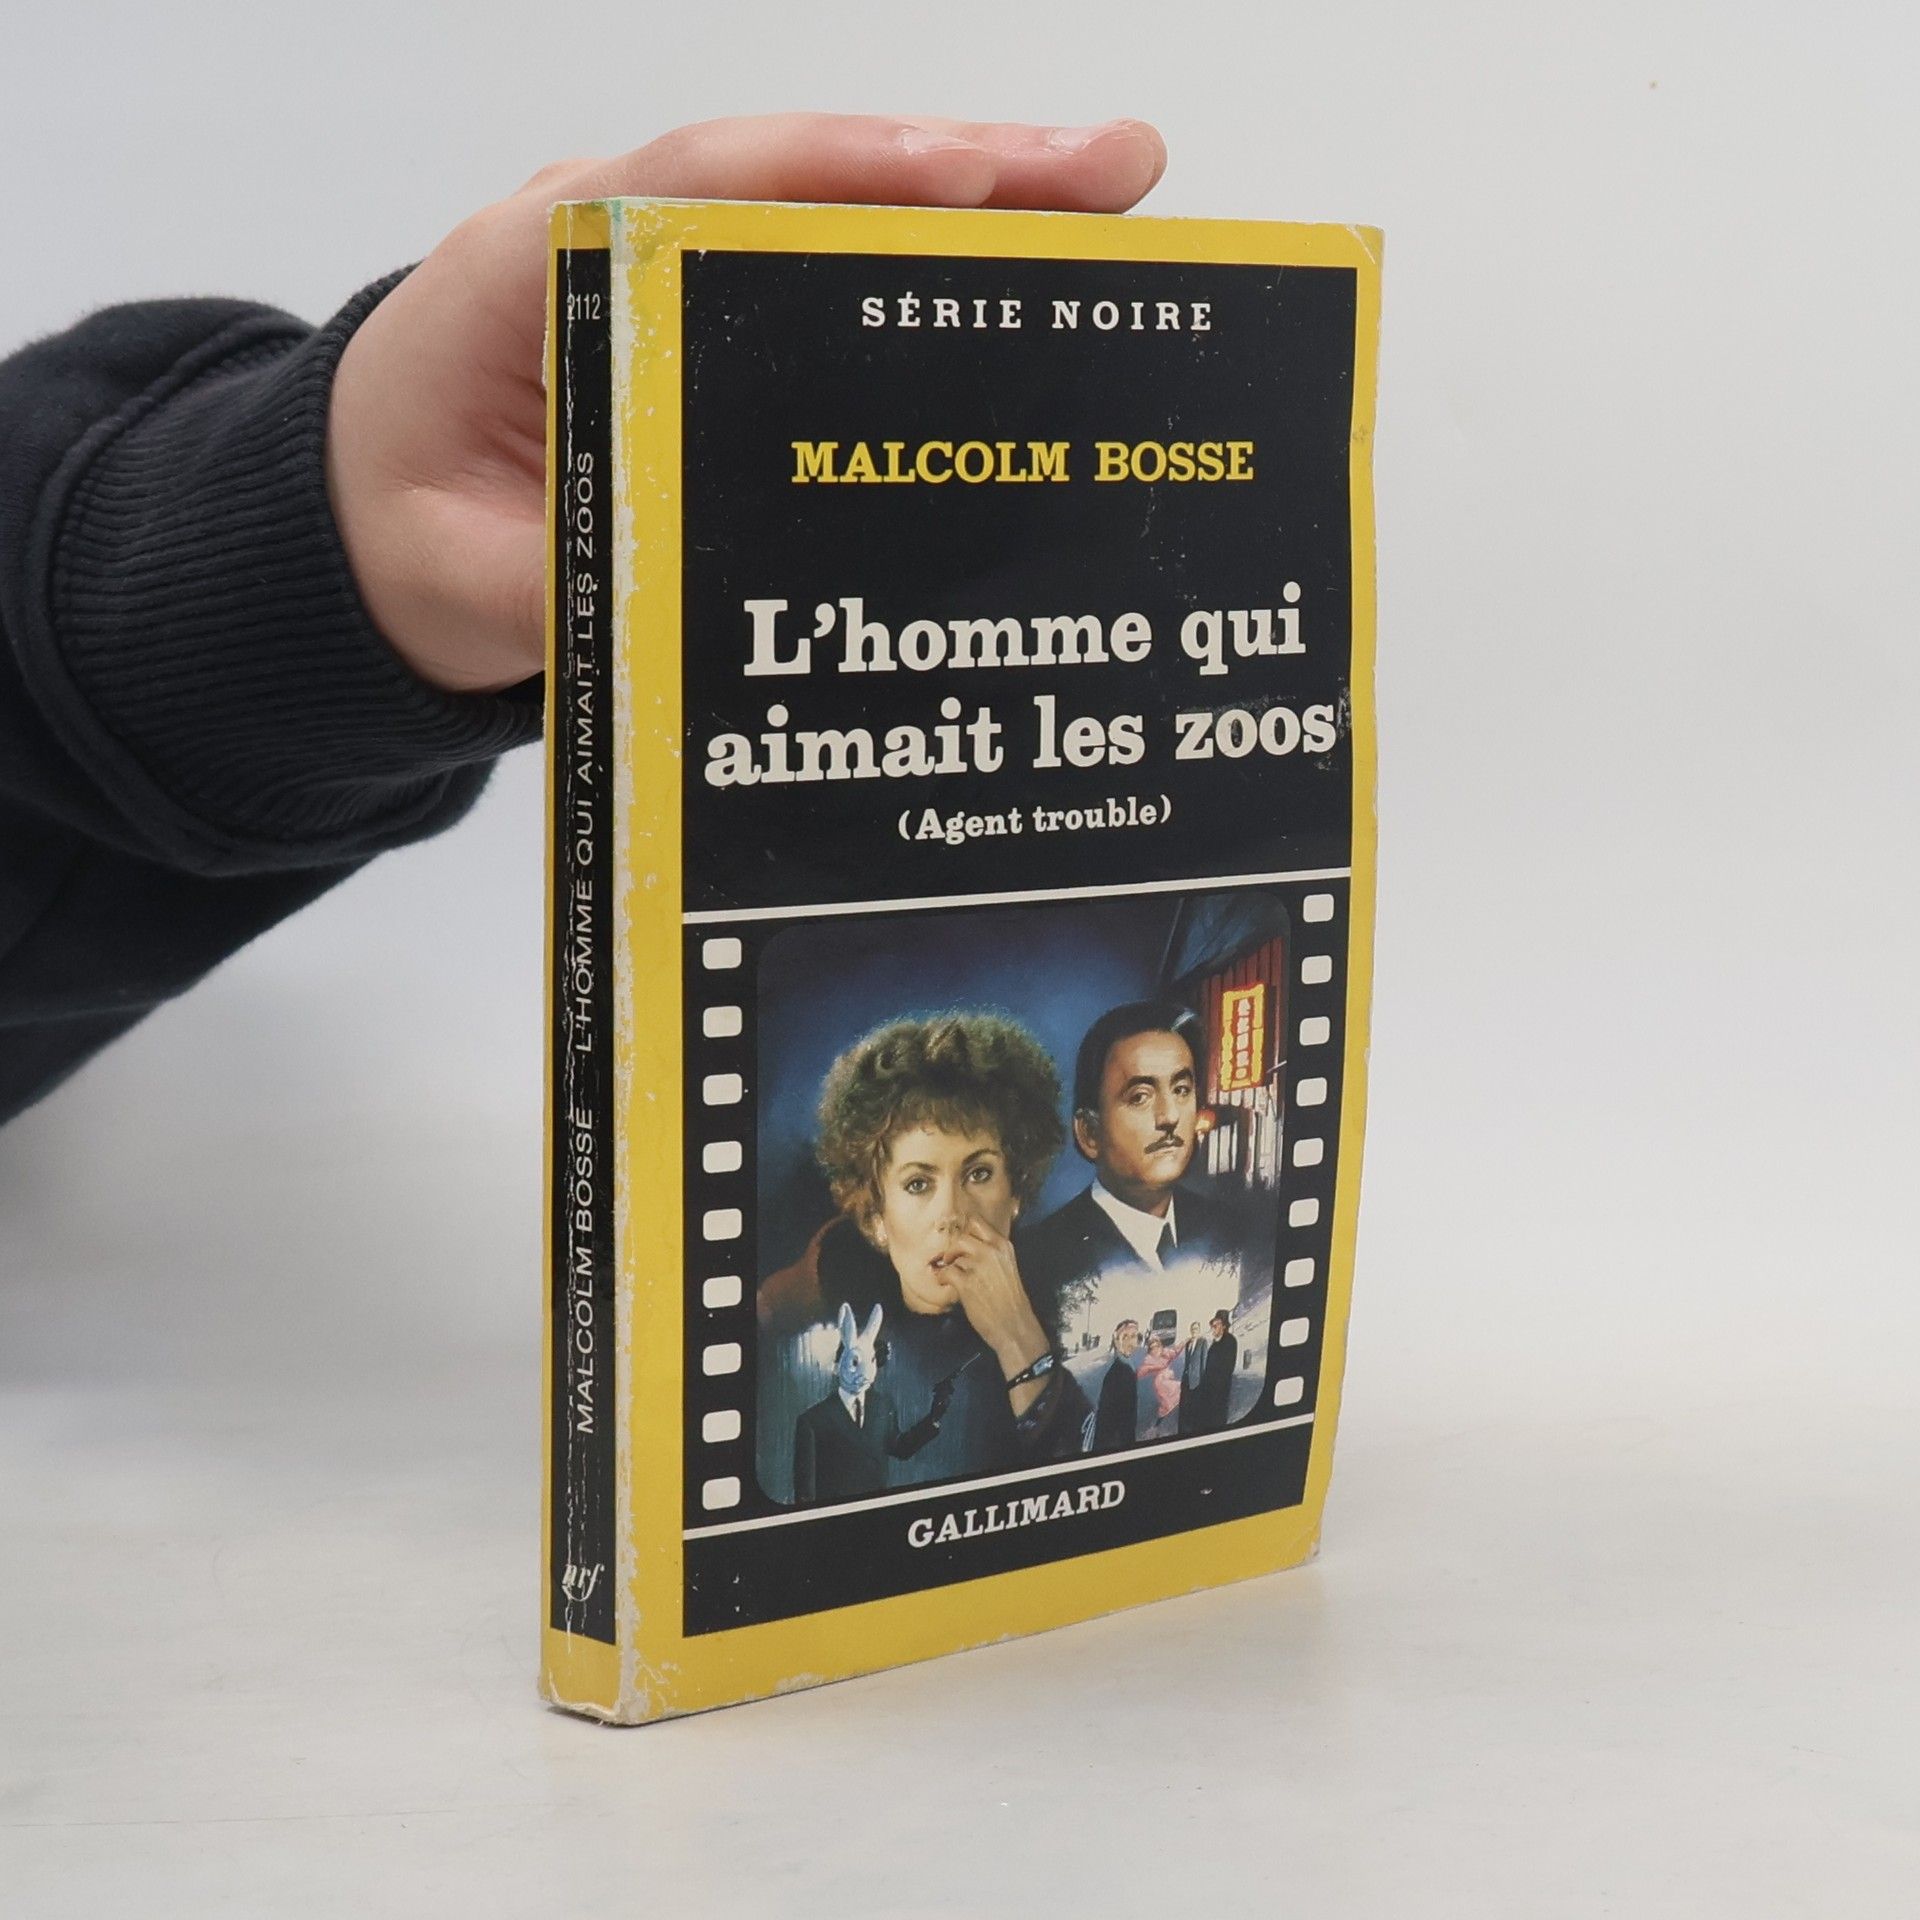 SÉRIE NOIRE
MALCOLM BOSSE
L'homme qui
aimait les zoos
(Agent trouble)
GALLIMARD
2112
MALCOLM BOSSE L'HOMME QUI AIMAIT LES ZOOS
nrf